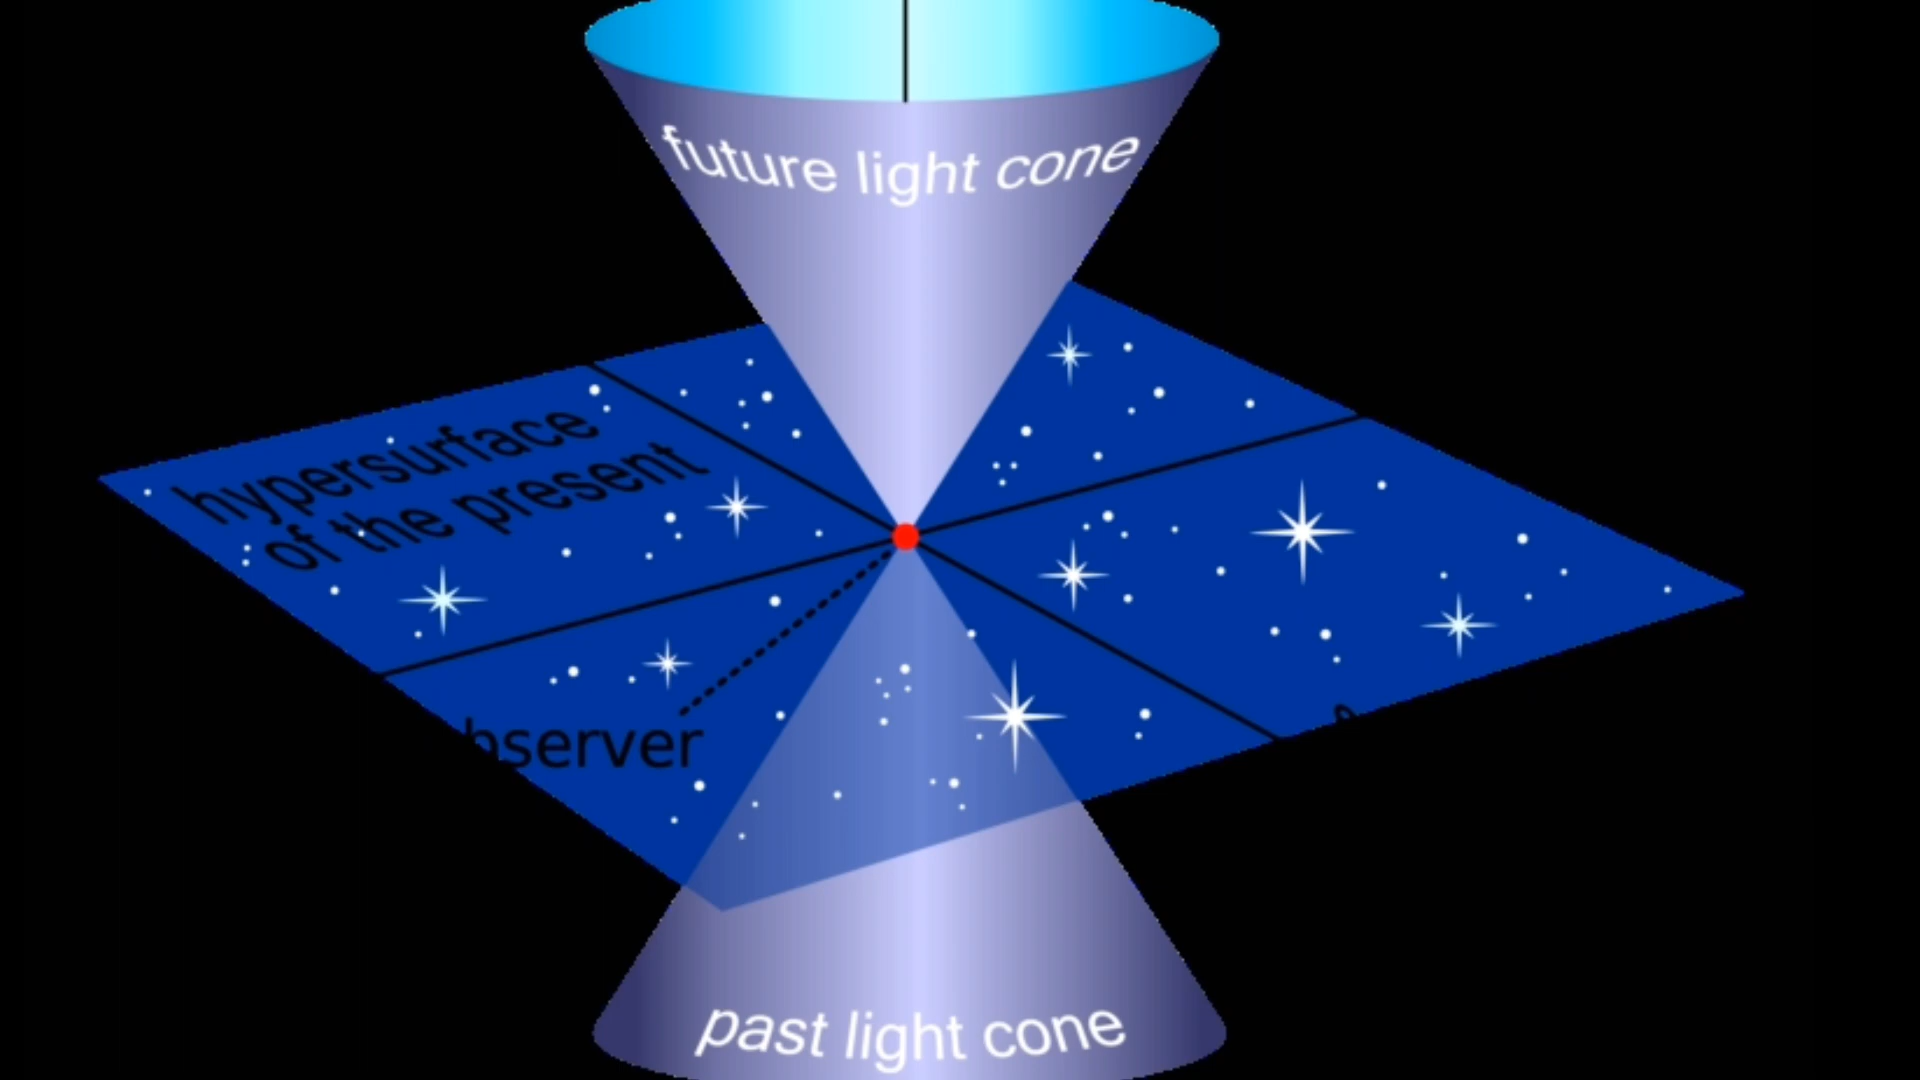 future light cone
hypersurface
of the present
bserver
past light cone